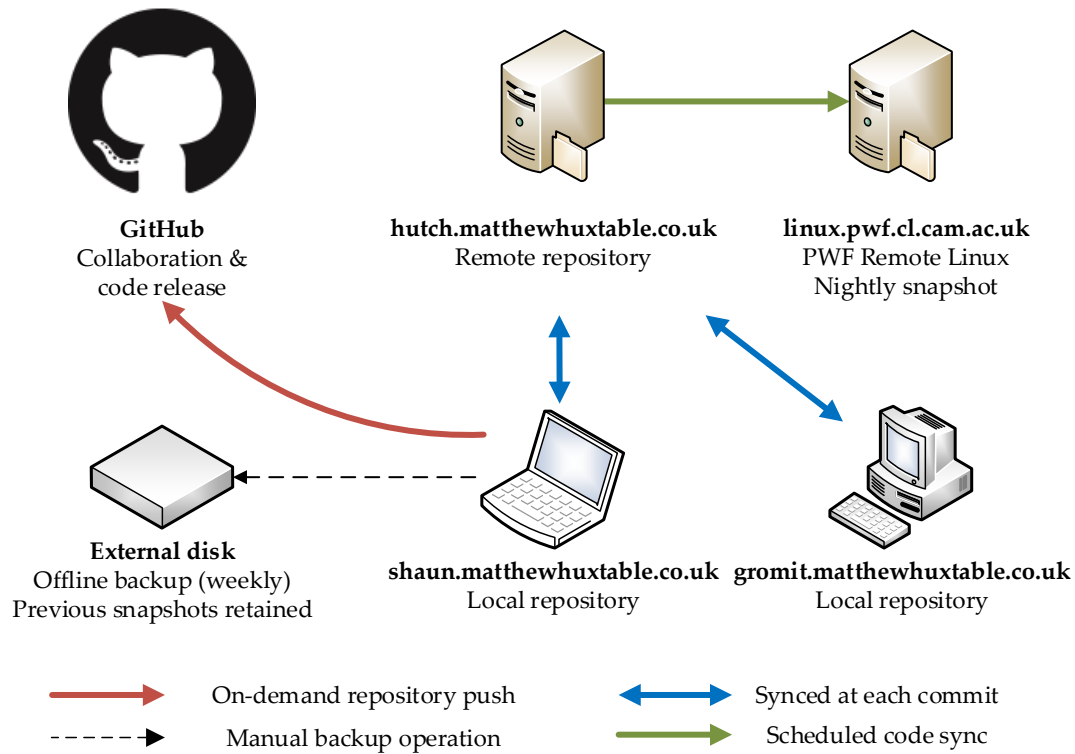 GitHub
Collaboration &
code release
hutch.matthewhuxtable.co.uk
Remote repository
linux.pwf.cl.cam.ac.uk
PWF Remote Linux
Nightly snapshot
External disk
Offline backup (weekly)
Previous snapshots retained
shaun.matthewhuxtable.co.uk
Local repository
gromit.matthewhuxtable.co.uk
Local repository
On-demand repository push
Synced at each commit
Manual backup operation
Scheduled code sync